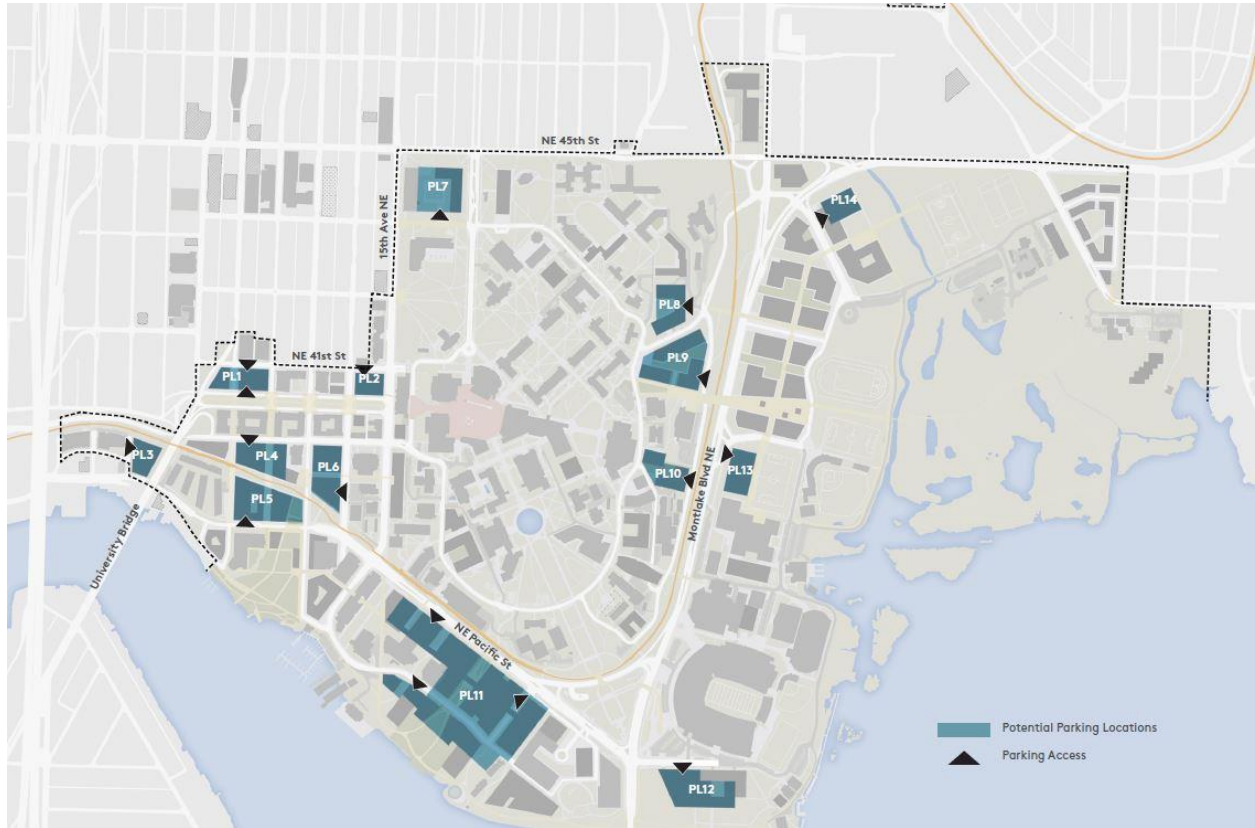 NE 45th St
PL7
15th Ave NE
PL14
PL8
NE 41st St
PL9
PL1
PL2
PL3
PL4
PL6
PL10
PL13
PL5
Montlake Blvd NE
University Bridge
NE Pacific St
PL11
Potential Parking Locations
Parking Access
PL12